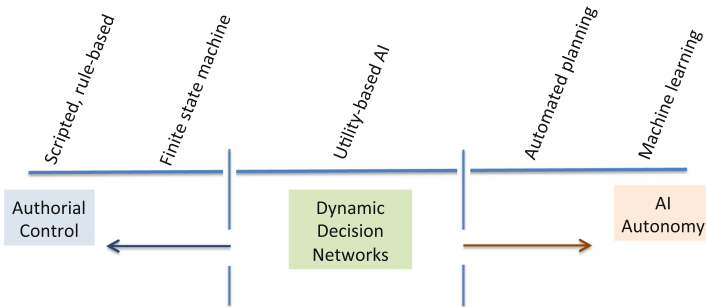 Scripted, rule-based
Finite state machine
Utility-based AI
Automated planning
Machine learning
Authorial
Control
Dynamic
Decision
Networks
AI
Autonomy